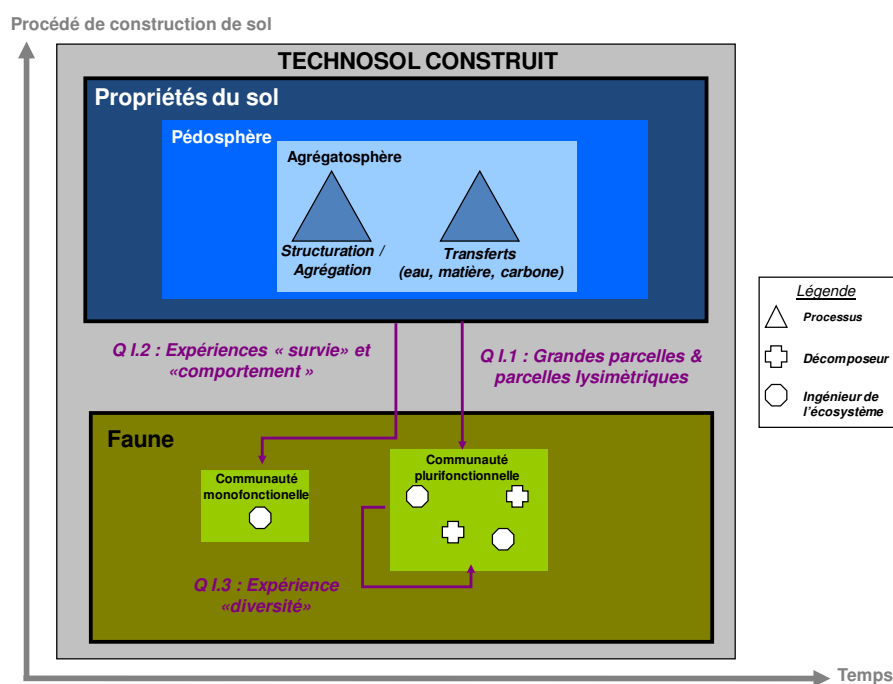 Procédé de construction de sol
TECHNOSOL CONSTRUIT
Propriétés du sol
Pédosphère
Agrégatosphère
Structuration /
Agrégation
Transferts
(eau, matière, carbone)
Q I.2 : Expériences « survie» et
«comportement »
Q I.1 : Grandes parcelles &
parcelles lysimètriques
Légende
Processus
Décomposeur
Ingénieur de
l'écosystème
Faune
Communauté
monofonctionelle
Communauté
plurifonctionnelle
Q I.3 : Expérience
«diversité»
Temps